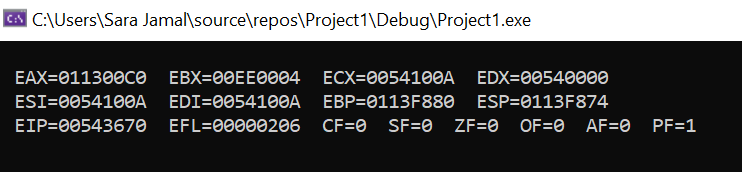 C:\Users\Sara Jamal\source\repos\Project1\Debug\Project1.exe
EAX=011300C0  EBX=00EE0004  ECX=0054100A  EDX=00540000
ESI=0054100A  EDI=0054100A  EBP=0113F880  ESP=0113F874
EIP=00543670  EFL=00000206  CF=0  SF=0  ZF=0  OF=0  AF=0  PF=1